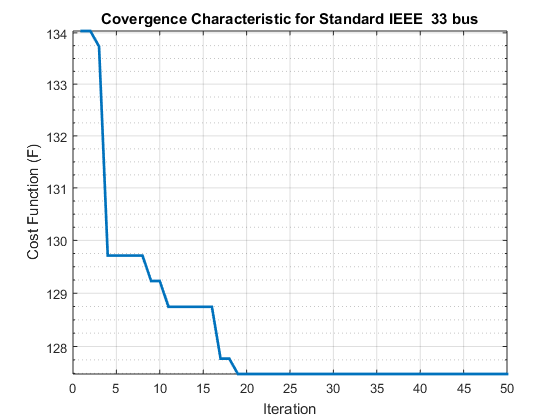 Covergence Characteristic for Standard IEEE  33 bus
134
133
132
131
130
129
128
Cost Function (F)
0 5 10 15 20 25 30 35 40 45 50
Iteration